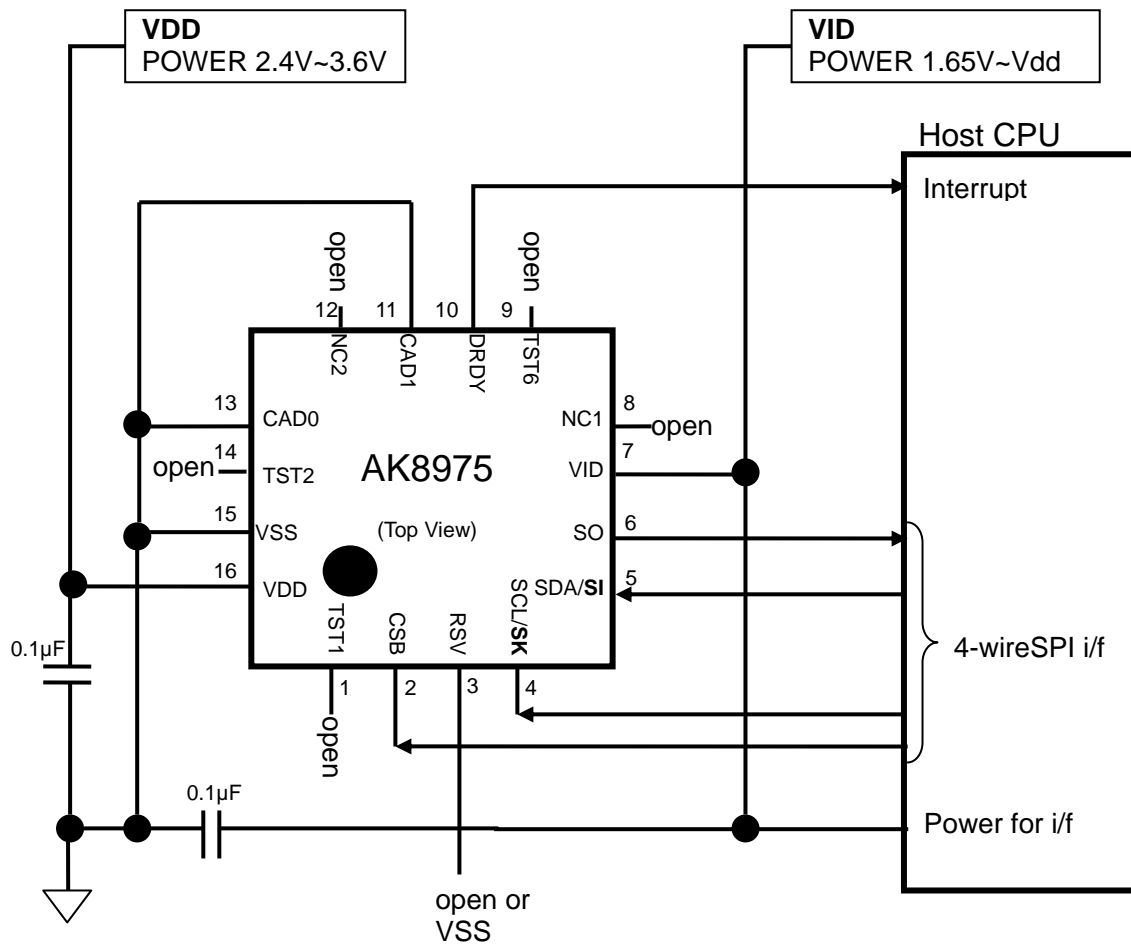 VDD
POWER 2.4V~3.6V
VID
POWER 1.65V~Vdd
Host CPU
Interrupt
open
open
12
11
10
9
NC2
CAD1
DRDY
TST6
13
CAD0
NC1
8
open
14
open
TST2
AK8975
VID
7
15
VSS
(Top View)
SO
6
16
VDD
SDA/SI
5
TST1
CSB
RSV
SCL/SK
0.1µF
4-wireSPI i/f
1
2
3
4
open
0.1µF
Power for i/f
open or
VSS